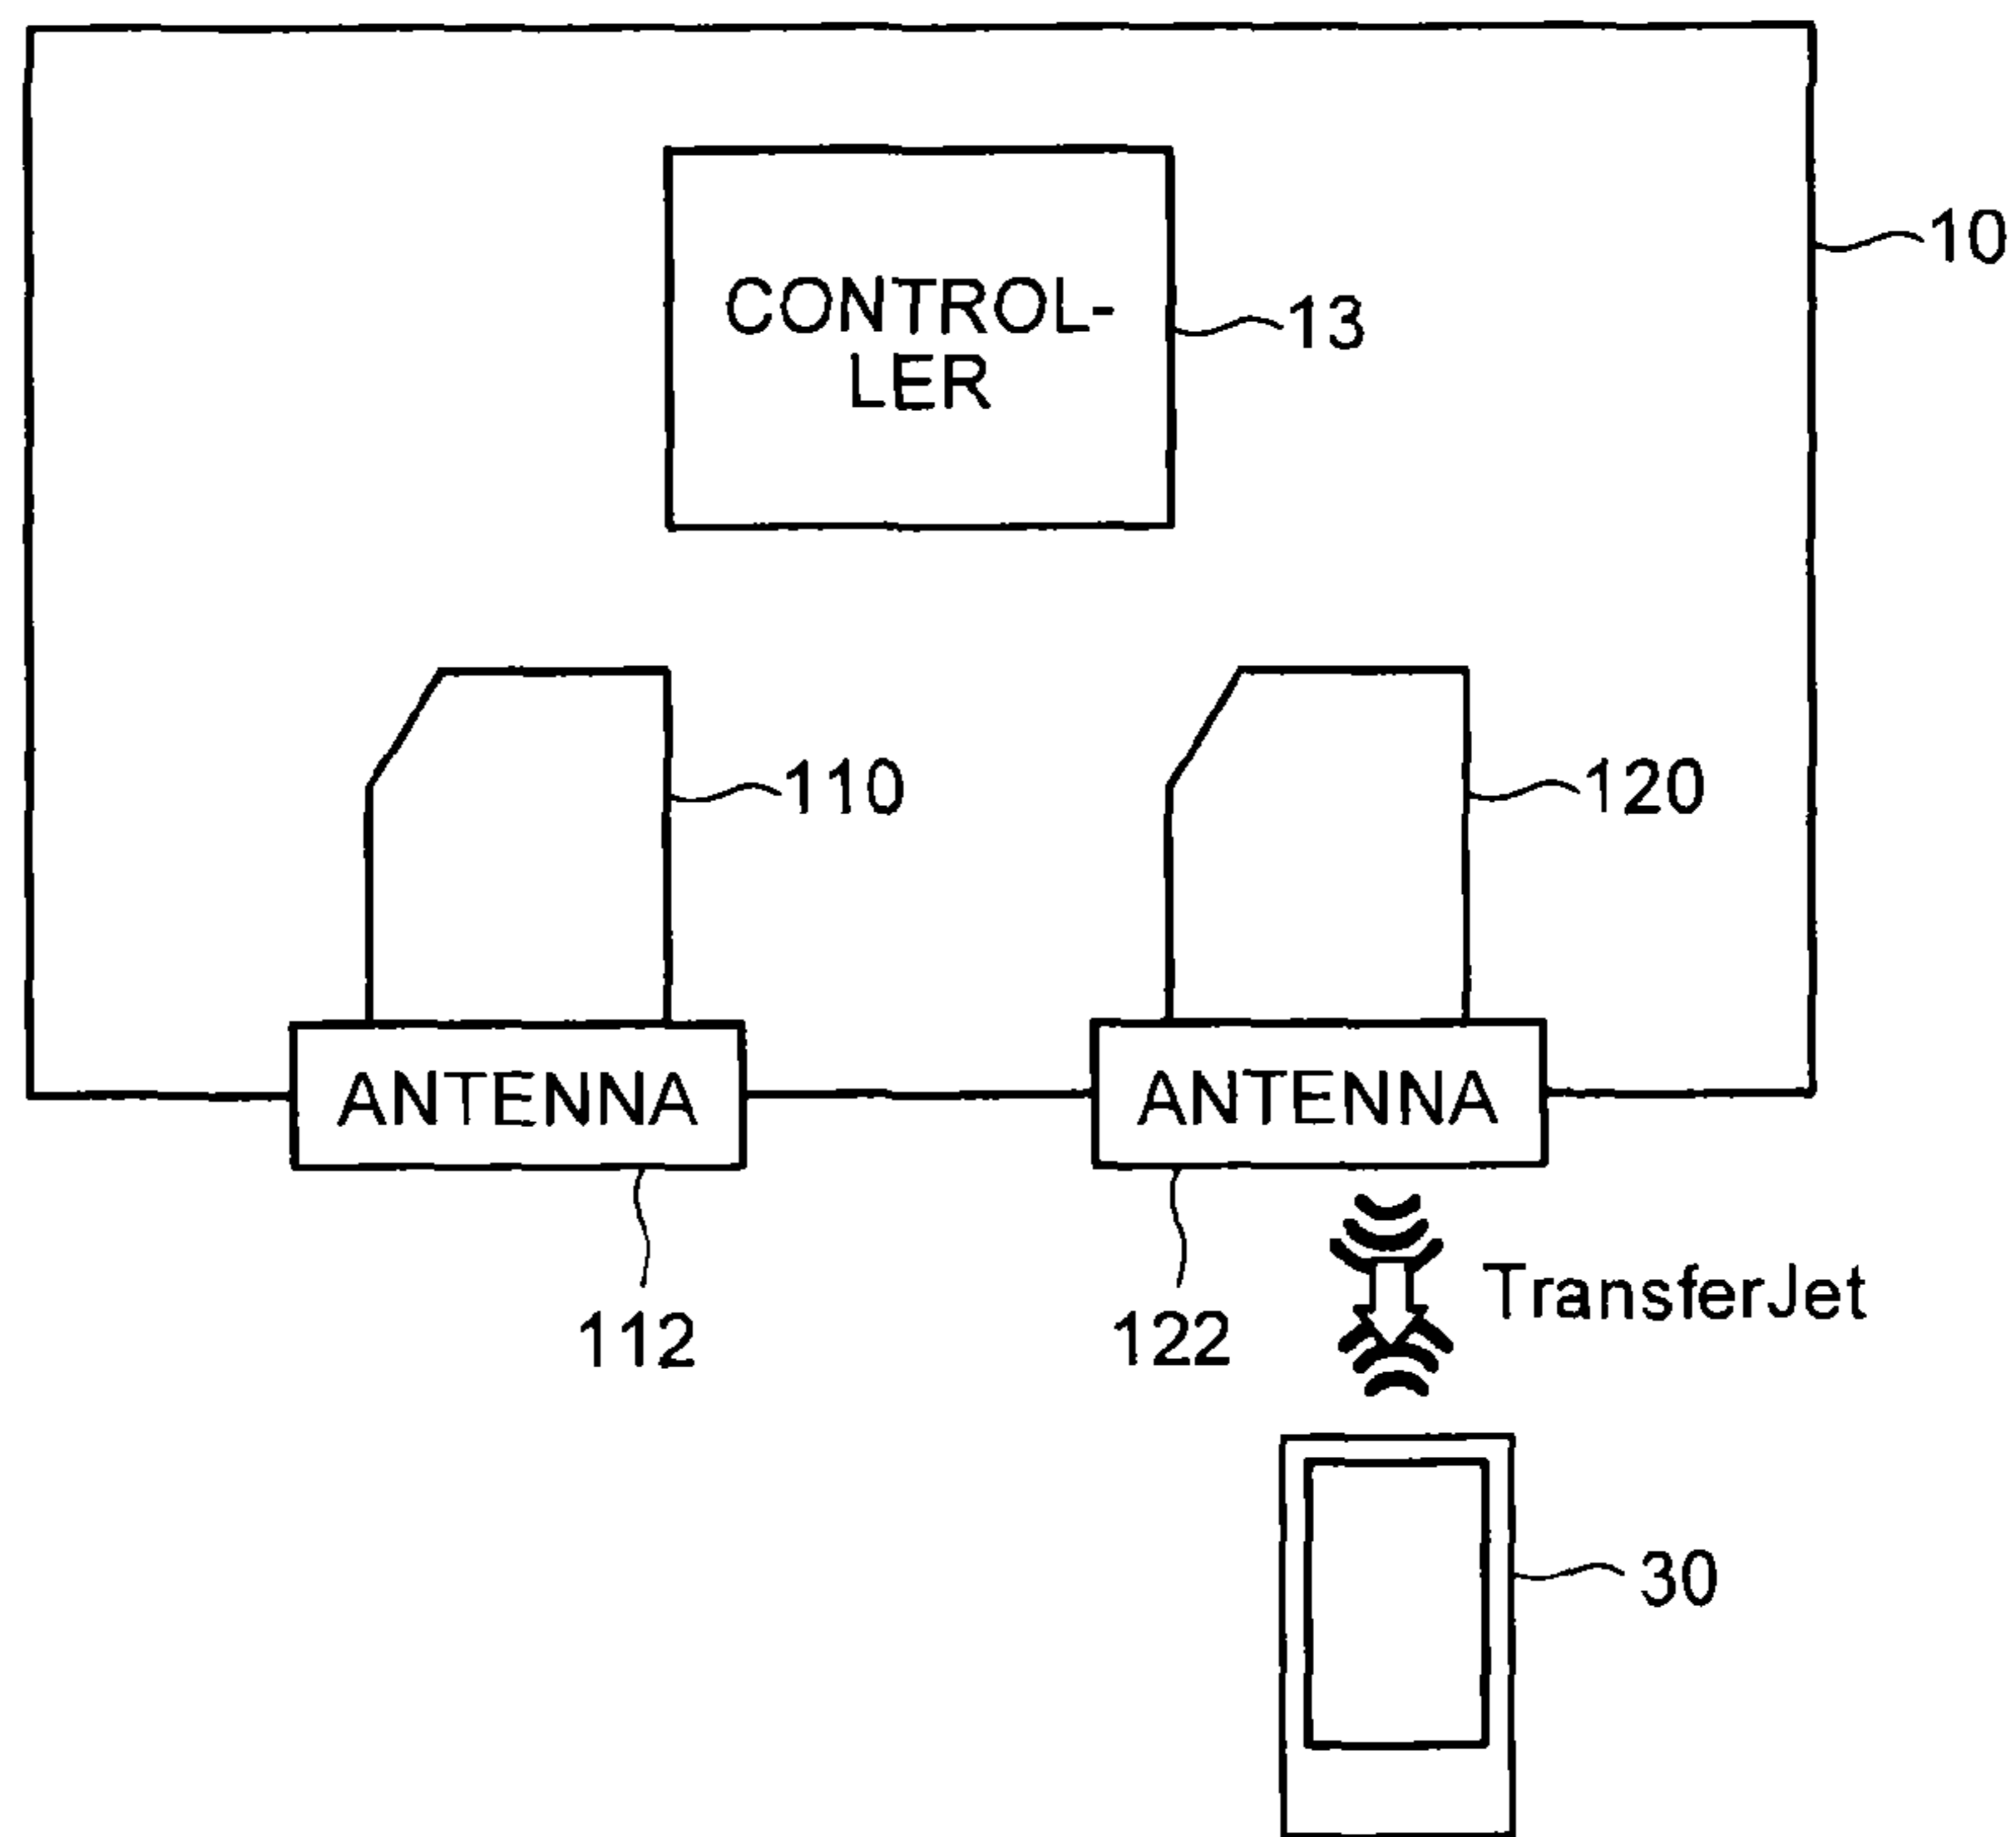 10
CONTROL-
LER
13
110
120
ANTENNA
ANTENNA
TransferJet
112
122
30